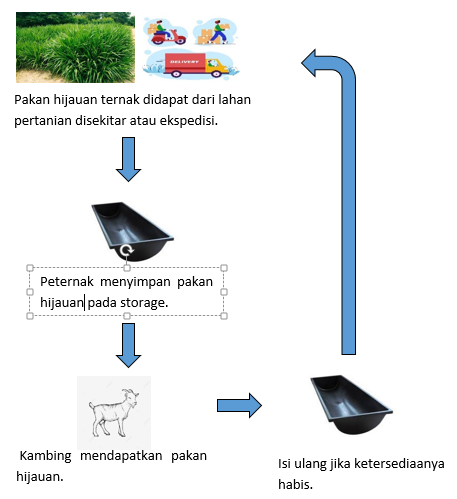 DELIVERY
Pakan hijauan ternak didapat dari lahan
pertanian disekitar atau ekspedisi.
Peternak menyimpan pakan
hijauan pada storage.
Kambing mendapatkan pakan
hijauan.
Isi ulang jika ketersediaanya
habis.